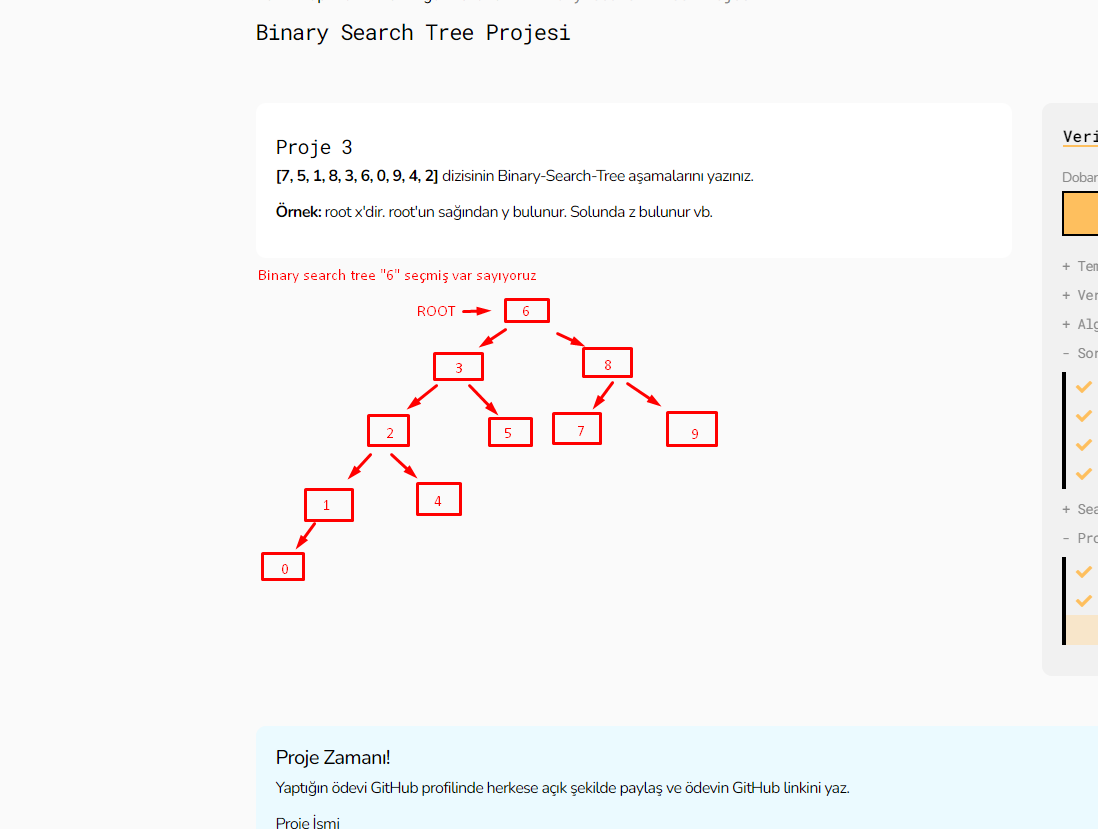 Binary Search Tree Projesi
Proje 3
[7, 5, 1, 8, 3, 6, 0, 9, 4, 2] dizisinin Binary-Search-Tree aşamalarını yazınız.
Örnek: root x'dir. root'un sağından y bulunur. Solunda z bulunur vb.
Binary search tree "6" seçmiş var sayıyoruz
ROOT
6
3
8
2
5
7
9
1
4
0
Veri
Dobar
+ Tem
+ Ver
+ Alg
- Sor
+ Sea
- Pro
Proje Zamanı!
Yaptığın ödevi GitHub profilinde herkese açık şekilde paylaş ve ödevin GitHub linkini yaz.
Proje İsmi